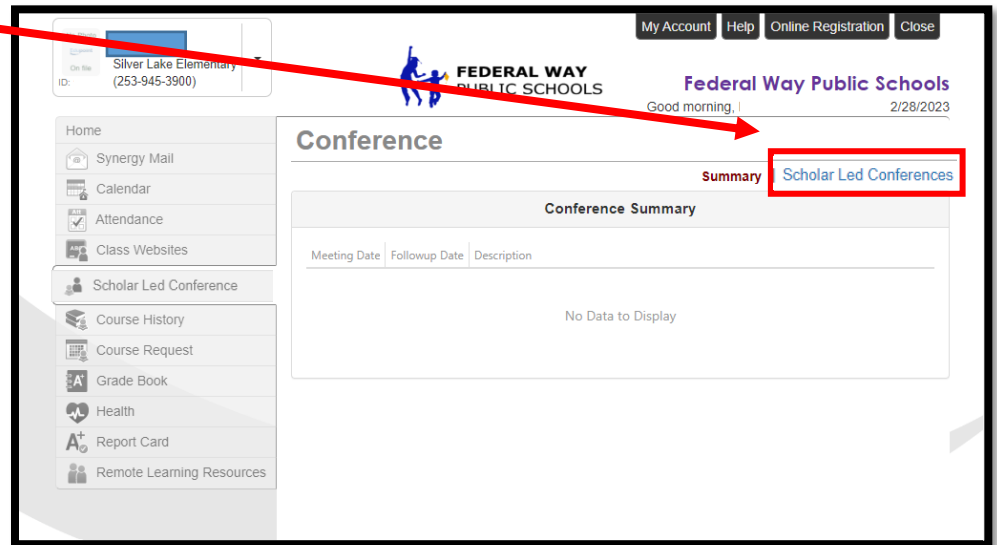 My Account Help Online Registration Close
On file
Silver Lake Elementary
ID: (253-945-3900)
FEDERAL WAY
PUBLIC SCHOOLS
Federal Way Public Schools
Good morning, 2/28/2023
Home
Synergy Mail
Calendar
Attendance
Class Websites
Scholar Led Conference
Course History
Course Request
Grade Book
Health
Report Card
Remote Learning Resources
Conference
Summary | Scholar Led Conferences
Conference Summary
Meeting Date Followup Date Description
No Data to Display